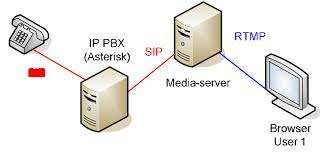 IP PBX
(Asterisk)
SIP
RTMP
Media-server
Browser
User 1